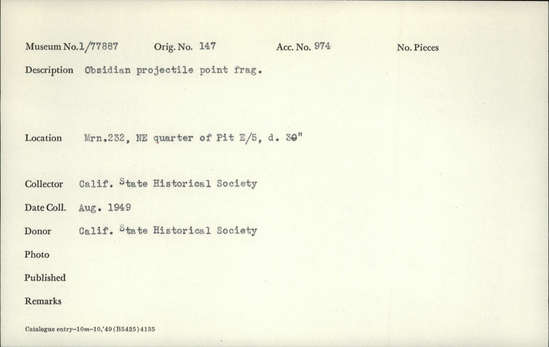 Museum No. 1/77887 Orig. No. 147 Acc. No. 974 No. Pieces
Description Obsidian projectile point frag.
Location Mrn.232, NE quarter of Pit E/5, d. 30"
Collector Calif. State Historical Society
Date Coll. Aug. 1949
Donor Calif. State Historical Society
Photo
Published
Remarks
Catalogue entry—10m—10,'49 (B3425) 4135